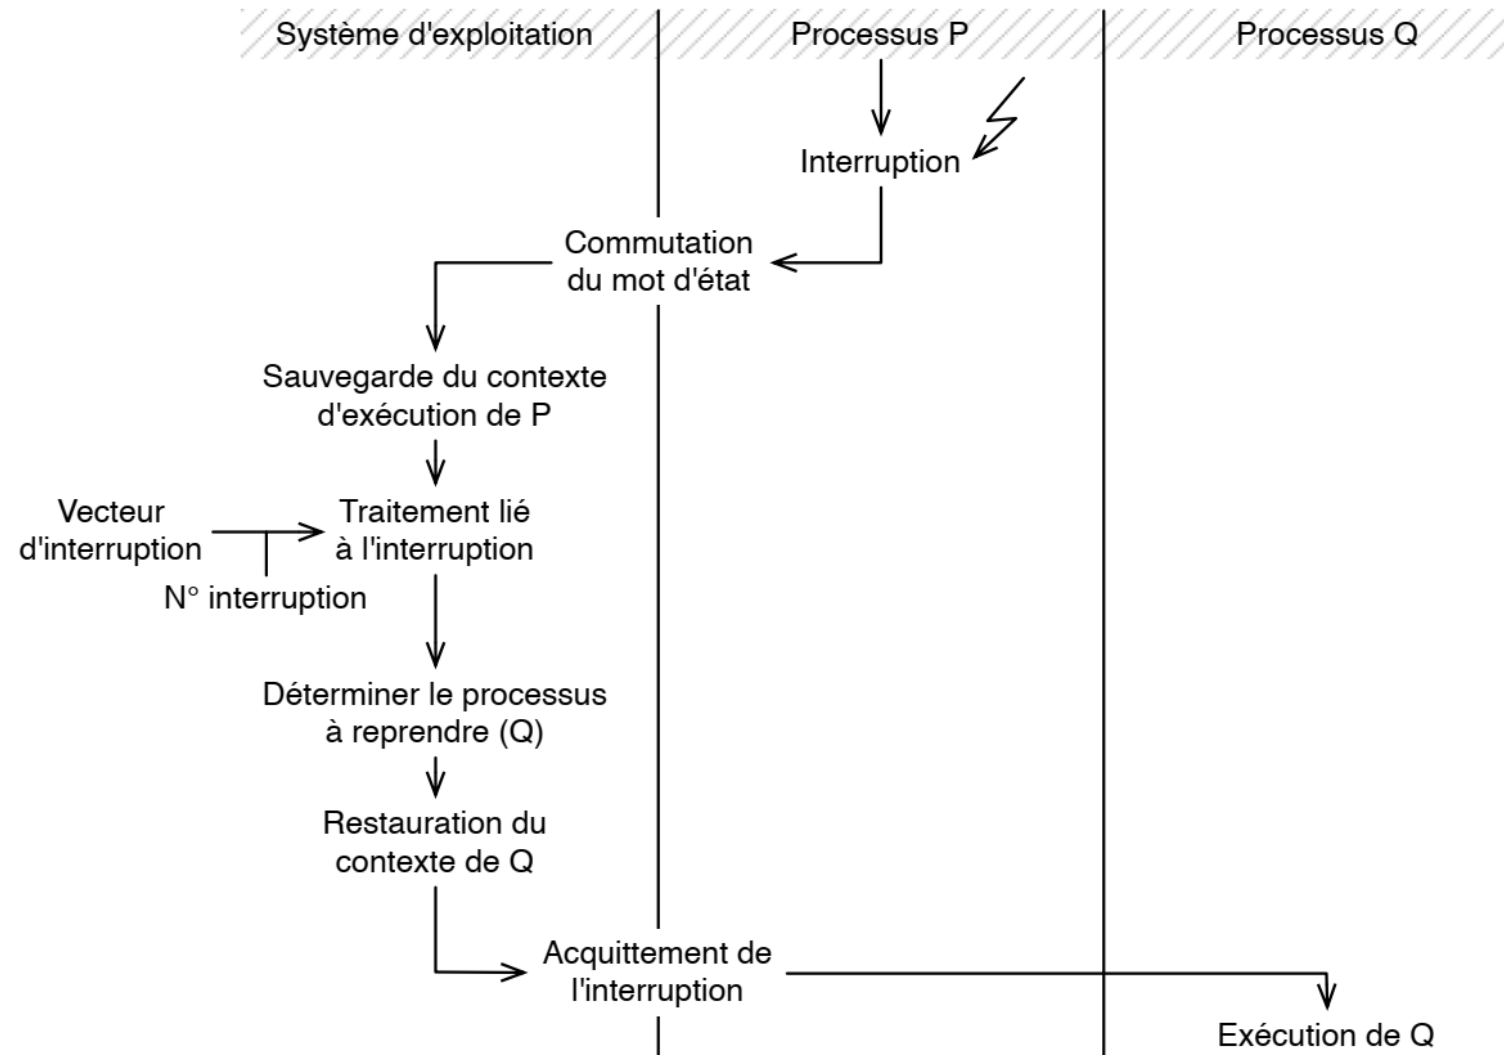 Système d'exploitation
Processus P
Processus Q
Interruption
Commutation
du mot d'état
Sauvegarde du contexte
d'exécution de P
Vecteur
d'interruption
N° interruption
Traitement lié
à l'interruption
Déterminer le processus
à reprendre (Q)
Restauration du
contexte de Q
Acquittement de
l'interruption
Exécution de Q